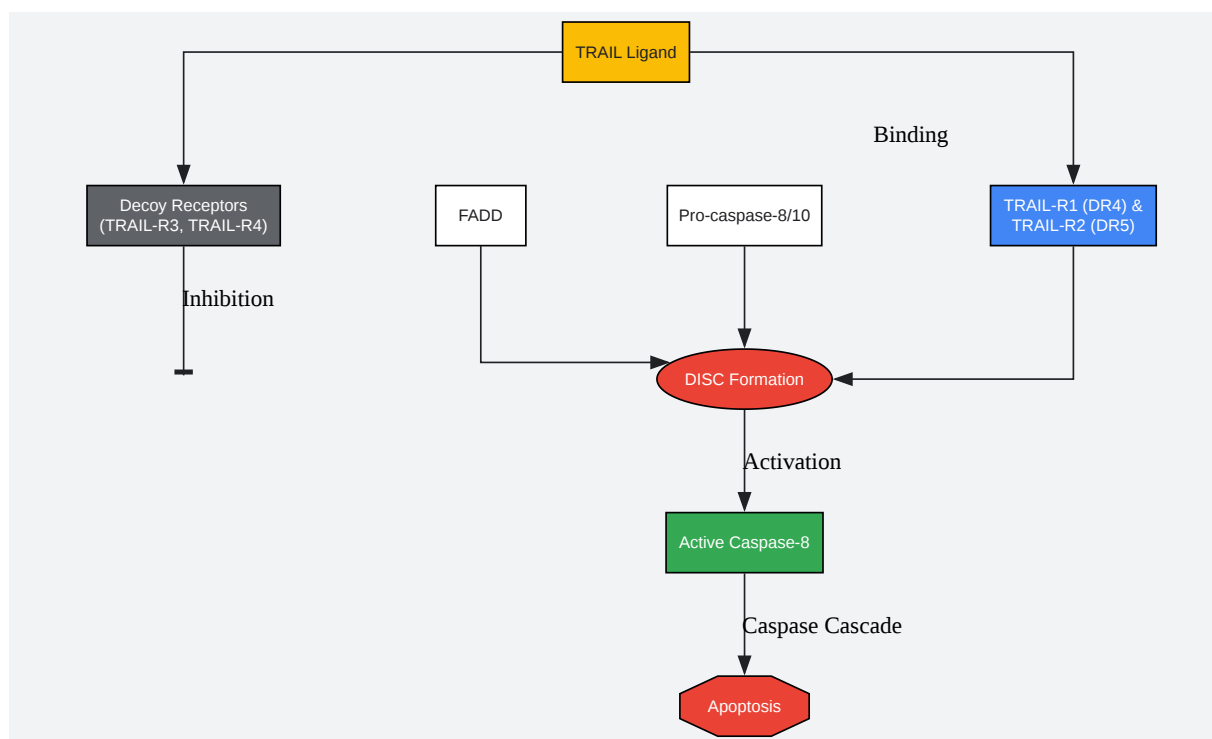 TRAIL Ligand
Binding
Decoy Receptors
(TRAIL-R3, TRAIL-R4)
FADD
Pro-caspase-8/10
TRAIL-R1 (DR4) &
TRAIL-R2 (DR5)
Inhibition
DISC Formation
Activation
Active Caspase-8
Caspase Cascade
Apoptosis